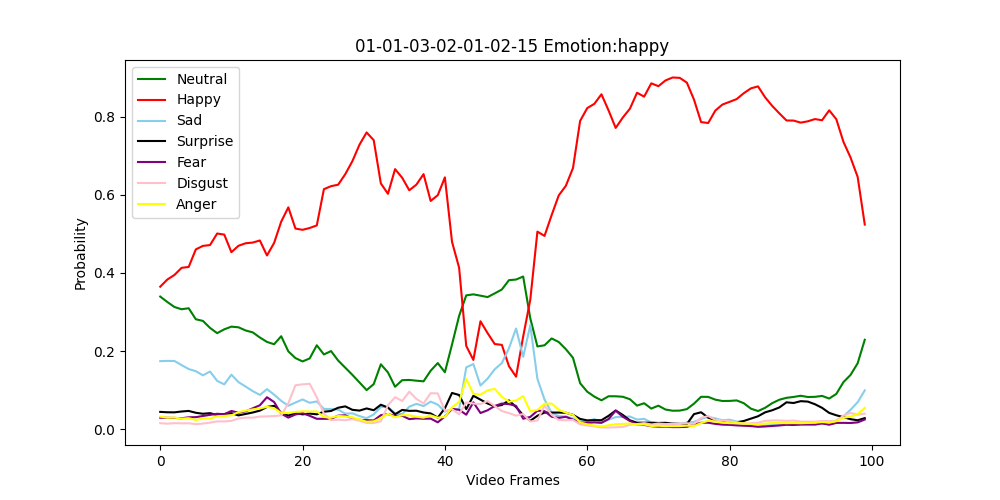 01-01-03-02-01-02-15 Emotion:happy
Neutral
Happy
Sad
Surprise
Fear
Disgust
Anger
0.8
0.6
0.4
0.2
0.0
Probability
0 20 40 60 80 100
Video Frames